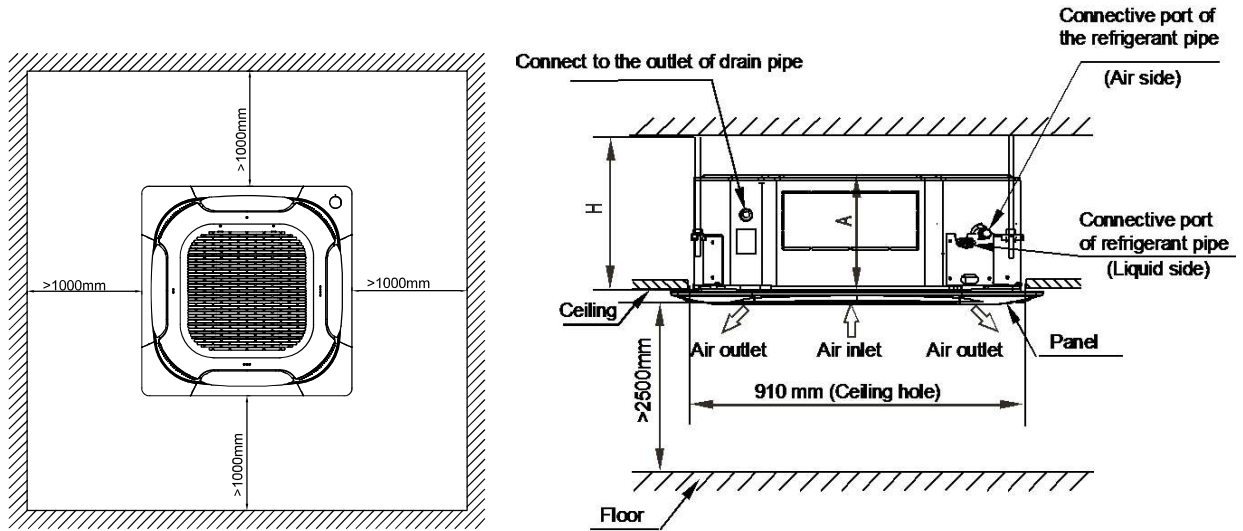 >1000mm
>1000mm
>1000mm
>1000mm
Connective port of
the refrigerant pipe
(Air side)
Connect to the outlet of drain pipe
H
A
Connective port
of refrigerant pipe
(Liquid side)
Ceiling
Air outlet
Air inlet
Air outlet
Panel
>2500mm
910 mm (Ceiling hole)
Floor